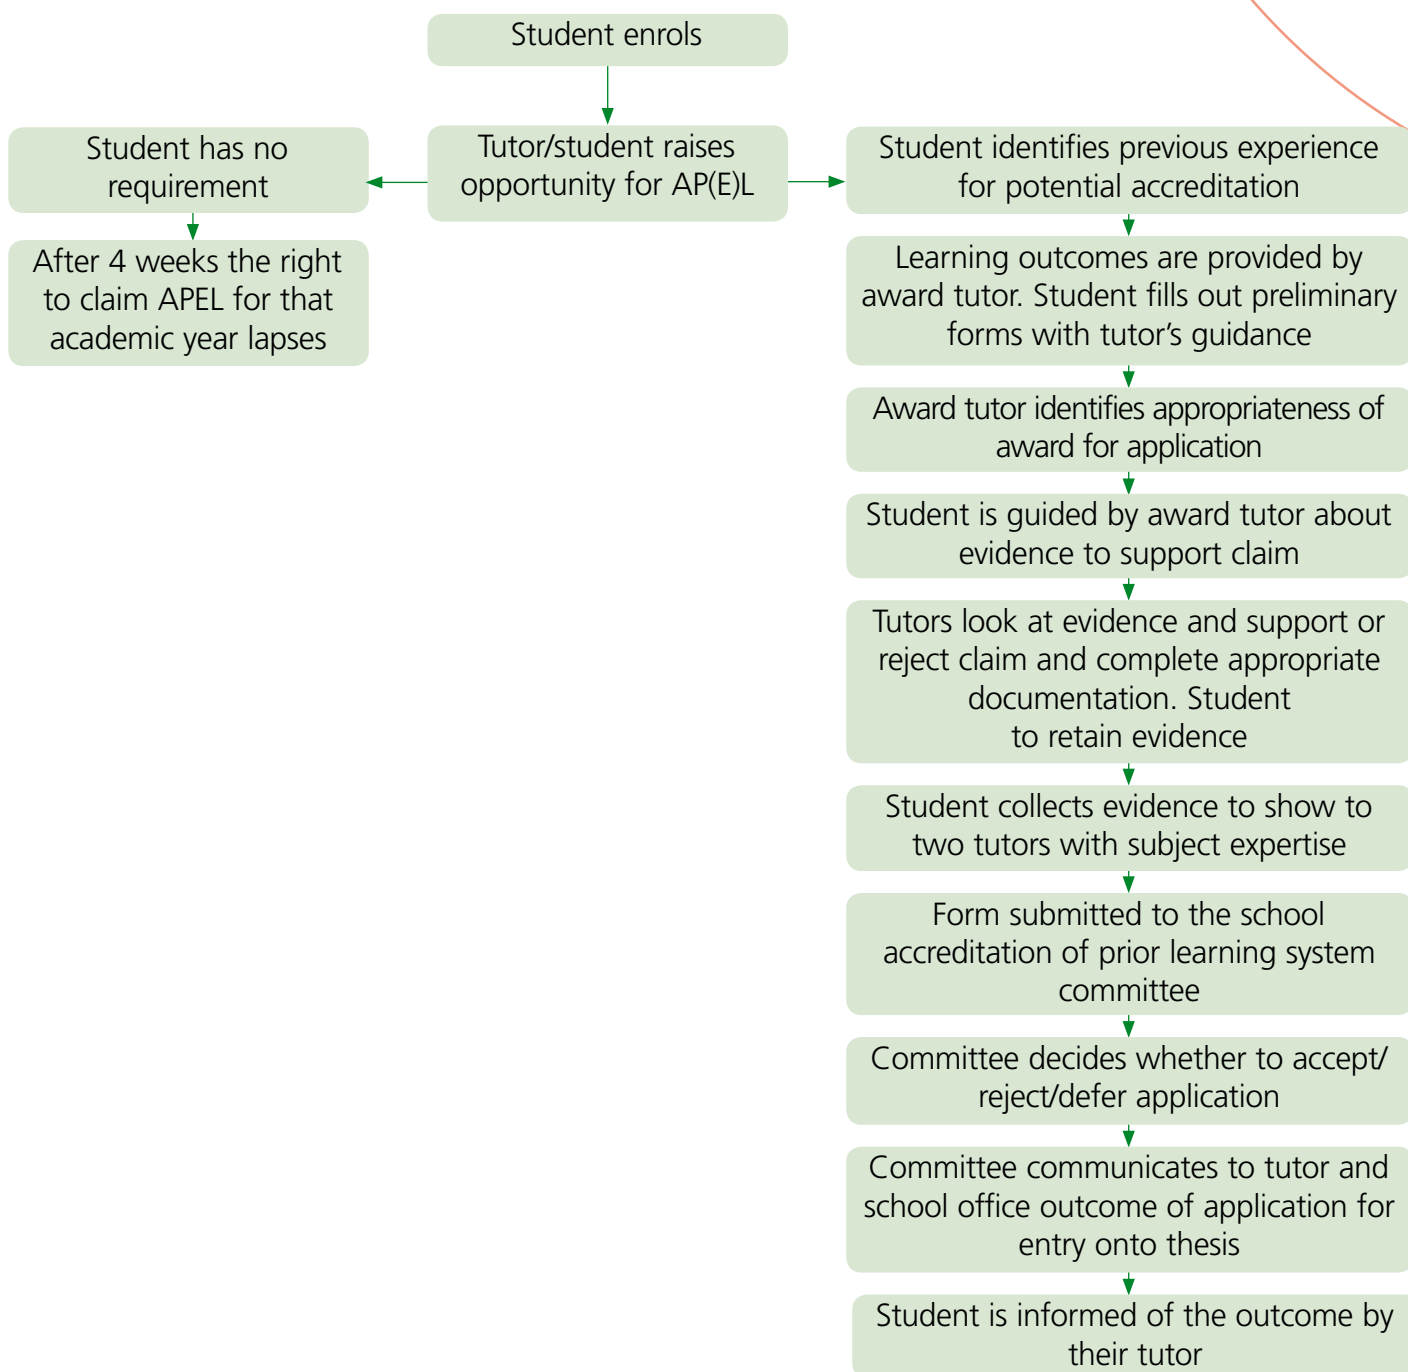 Student enrols
Tutor/student raises
opportunity for AP(E)L
Student has no
requirement
After 4 weeks the right
to claim APEL for that
academic year lapses
Student identifies previous experience
for potential accreditation
Learning outcomes are provided by
award tutor. Student fills out preliminary
forms with tutor’s guidance
Award tutor identifies appropriateness of
award for application
Student is guided by award tutor about
evidence to support claim
Tutors look at evidence and support or
reject claim and complete appropriate
documentation. Student
to retain evidence
Student collects evidence to show to
two tutors with subject expertise
Form submitted to the school
accreditation of prior learning system
committee
Committee decides whether to accept/
reject/defer application
Committee communicates to tutor and
school office outcome of application for
entry onto thesis
Student is informed of the outcome by
their tutor